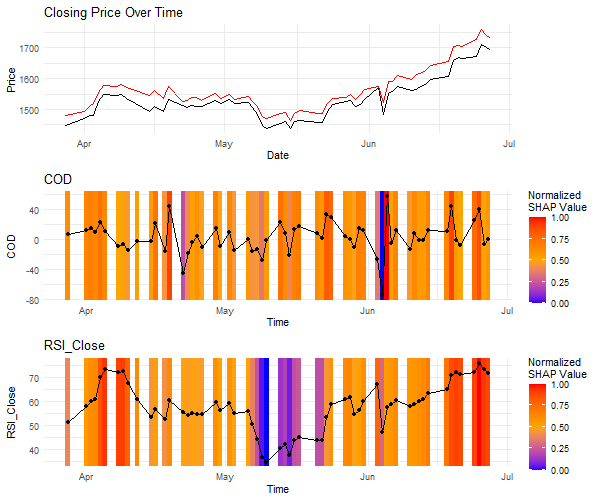 Closing Price Over Time
Price
1700
1600
1500
Apr
May
Jun
Jul
Date
COD
COD
40
0
-40
-80
Apr
May
Jun
Jul
Time
Normalized
SHAP Value
1.00
0.75
0.50
0.25
0.00
RSI_Close
RSI_Close
70
60
50
40
Apr
May
Jun
Jul
Time
Normalized
SHAP Value
1.00
0.75
0.50
0.25
0.00